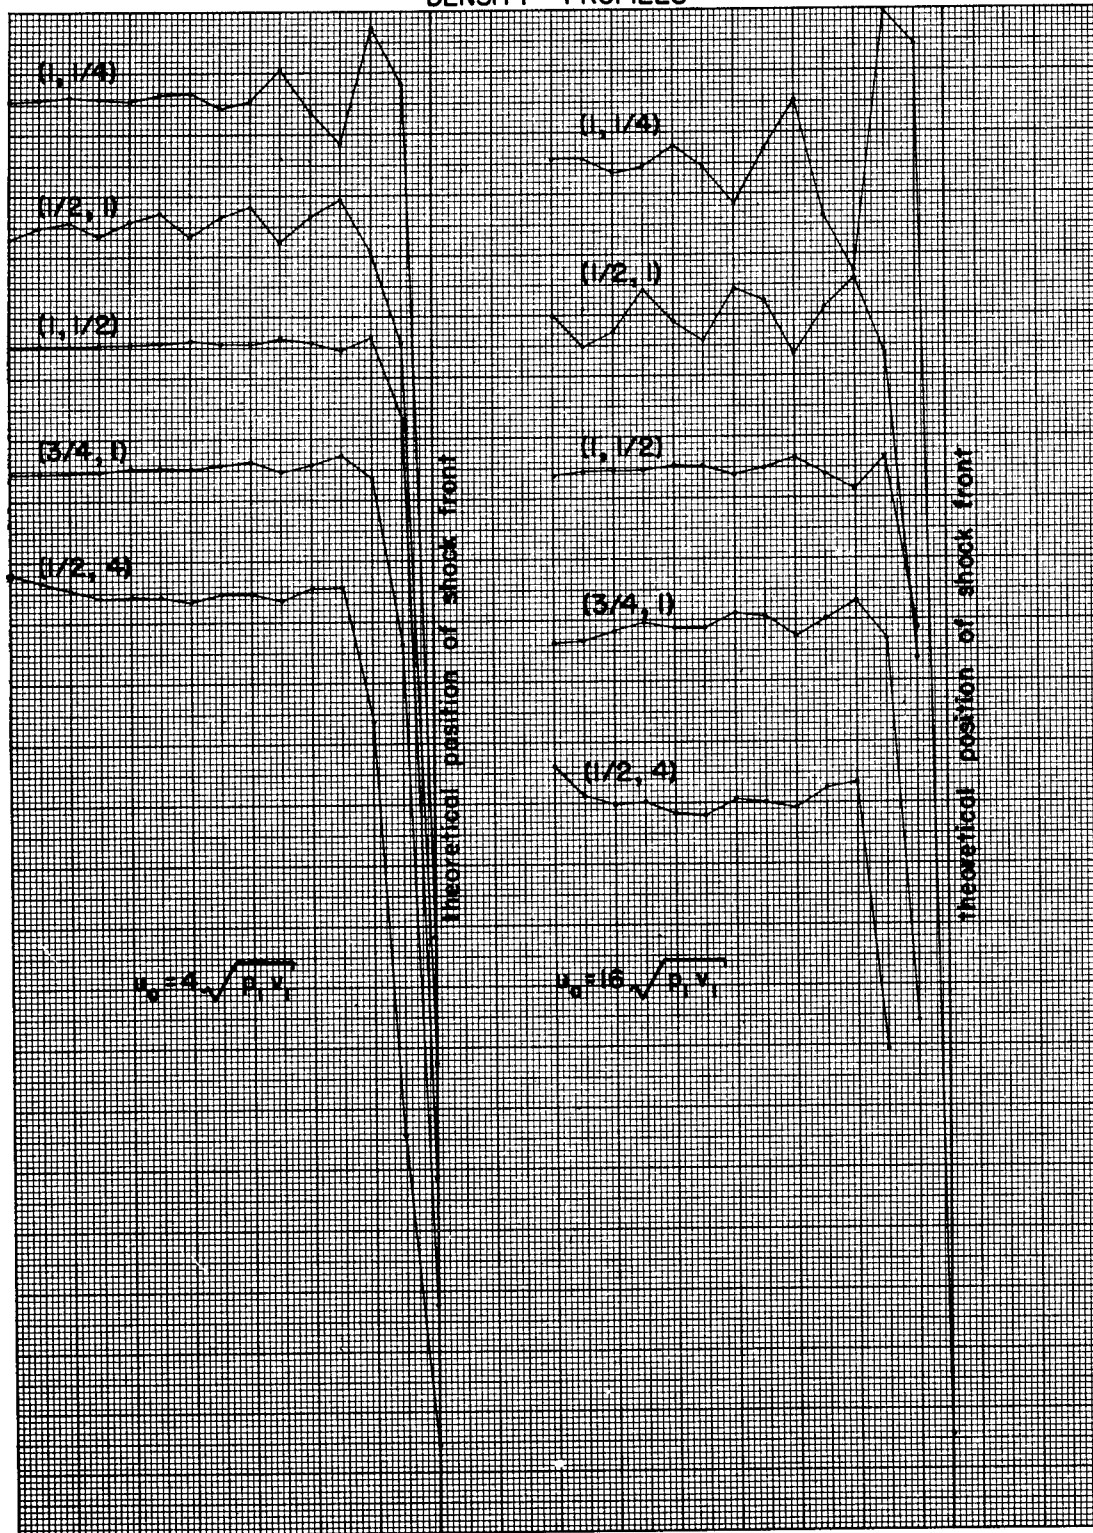 DENSITY PROFILES
(1, 1/4)
(1/2, 1)
(1, 1/2)
(3/4, 1)
(1/2, 4)
theoretical position of shock front
u₀ = 4 √p₁ v₁
(1, 1/4)
(1/2, 1)
(1, 1/2)
(3/4, 1)
(1/2, 4)
theoretical position of shock front
u₀ = 16 √p₁ v₁